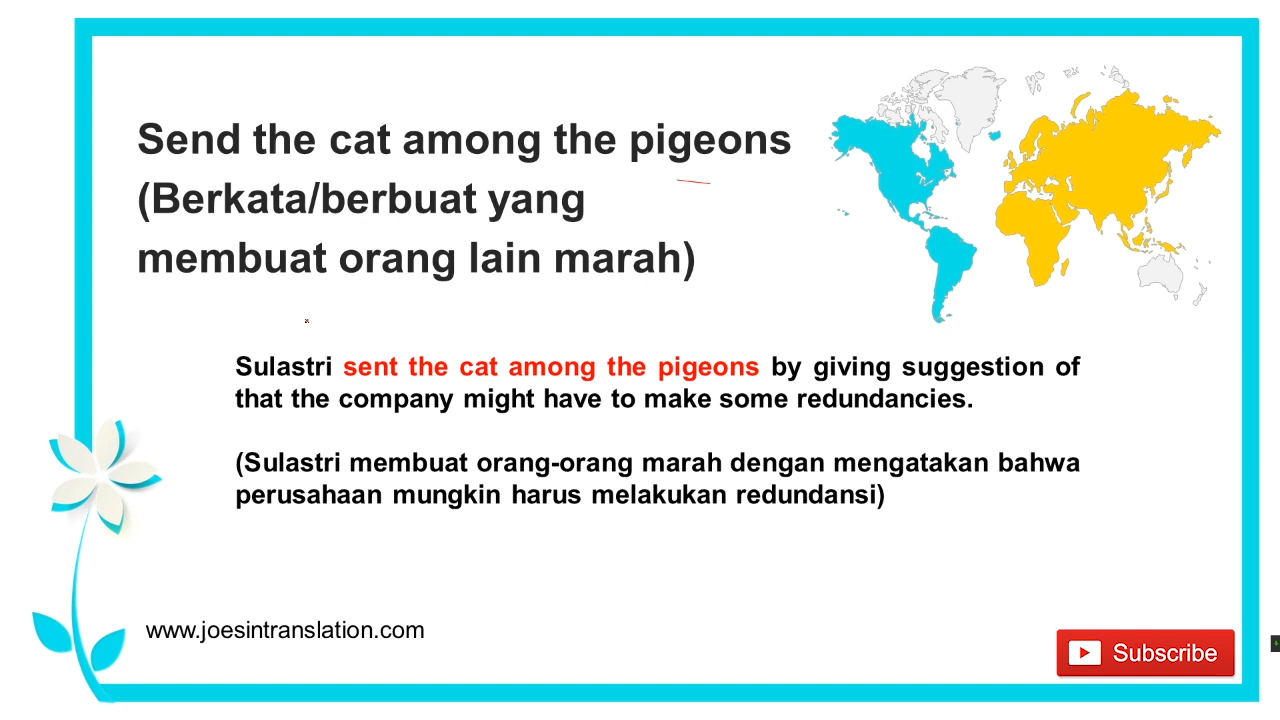 Send the cat among the pigeons
(Berkata/berbuat yang
membuat orang lain marah)
Sulastri sent the cat among the pigeons by giving suggestion of
that the company might have to make some redundancies.
(Sulastri membuat orang-orang marah dengan mengatakan bahwa
perusahaan mungkin harus melakukan redundansi)
www.joesintranslation.com
Subscribe